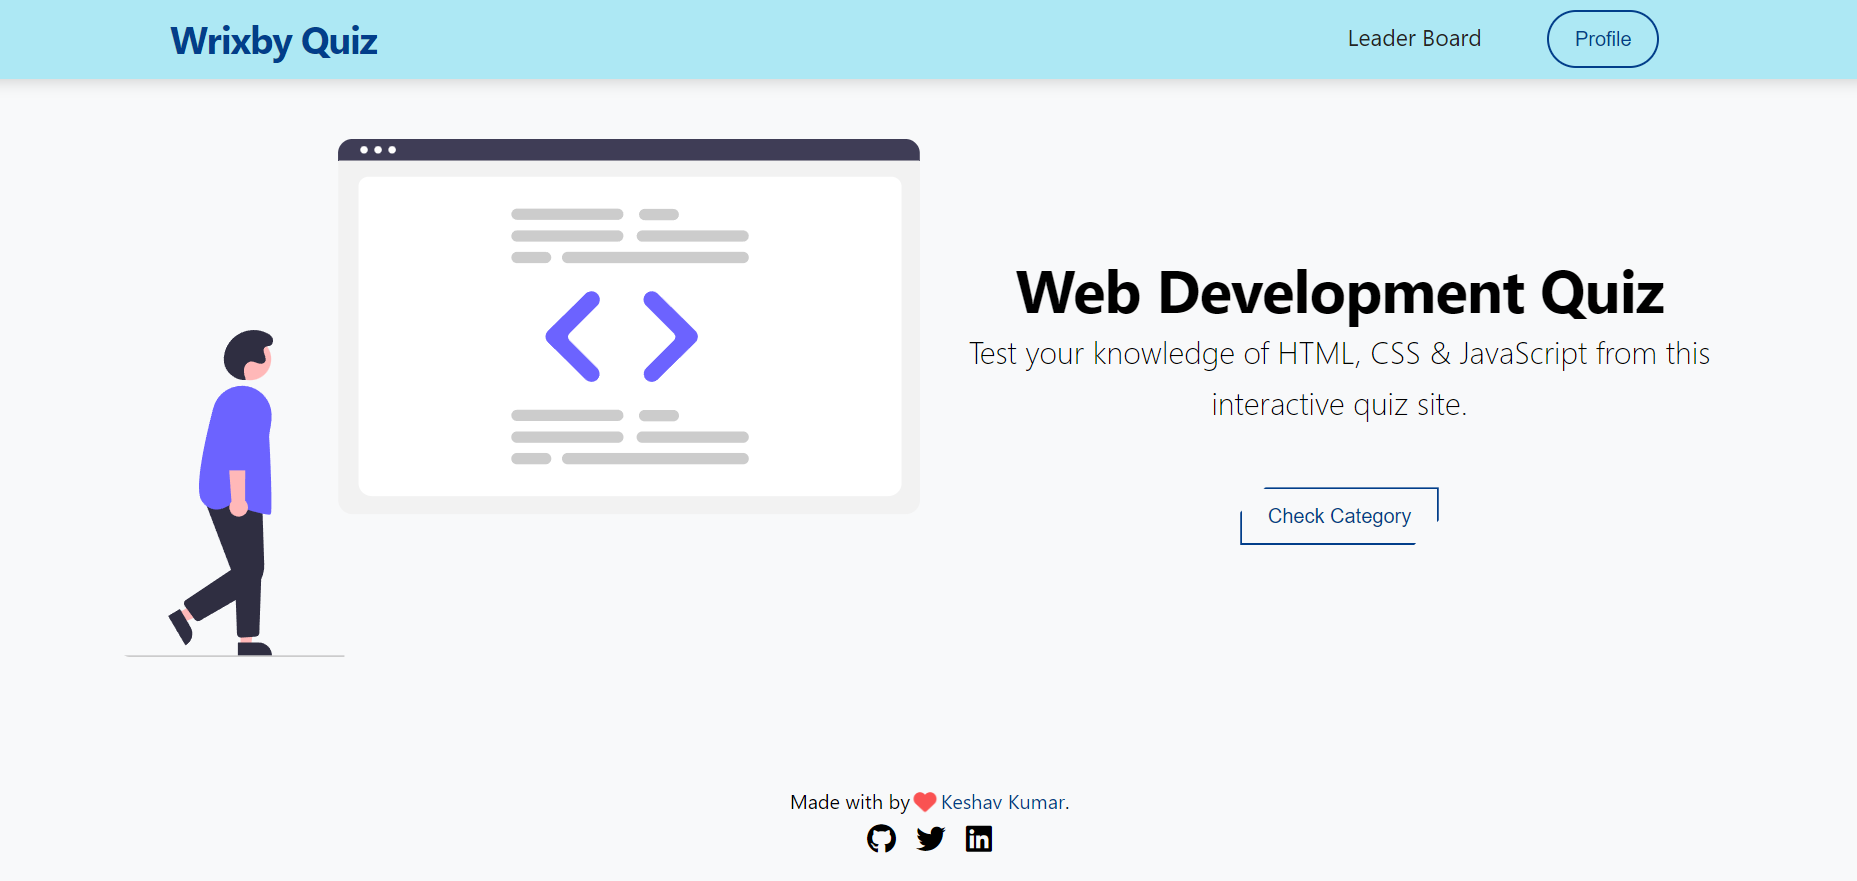 Wrixby Quiz
Leader Board
Profile
Web Development Quiz
Test your knowledge of HTML, CSS & JavaScript from this
interactive quiz site.
Check Category
Made with by Keshav Kumar.